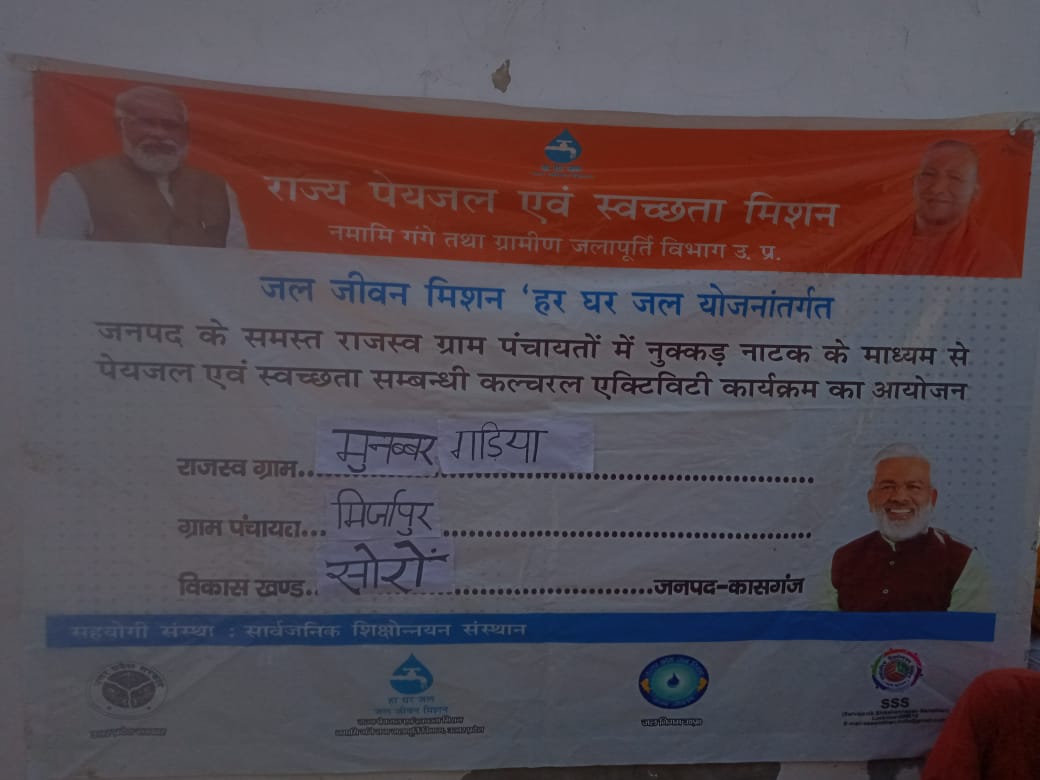 राज्य पेयजल एवं स्वच्छता मिशन
नमामि गंगे तथा ग्रामीण जलापूर्ति विभाग उ. प्र.
जल जीवन मिशन ‘हर घर जल योजनांतर्गत
जनपद के समस्त राजस्व ग्राम पंचायतों में नुक्कड़ नाटक के माध्यम से
पेयजल एवं स्वच्छता सम्बन्धी कल्चरल एक्टिविटी कार्यक्रम का आयोजन
राजस्व ग्राम... मुनब्बर गड़िया
ग्राम पंचायत... मिर्जापुर
विकास खण्ड.. सोरों जनपद-कासगंज
सहयोगी संस्था : सार्वजनिक शिक्षोन्नयन संस्थान
हर घर जल
जल जीवन मिशन
SSS